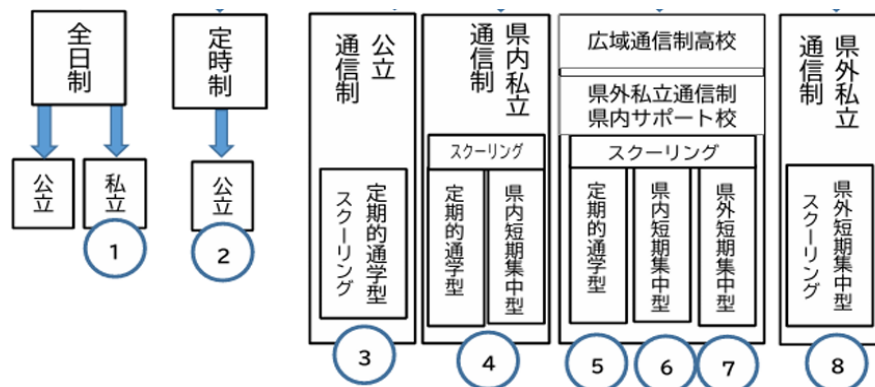 全日制
公立
私立
1
定時制
公立
2
公立
通信制
定期的通学型
スクーリング
3
県内私立
通信制
スクーリング
定期的通学型
県内短期集中型
4
広域通信制高校
県外私立通信制
県内サポート校
スクーリング
定期的通学型
県内短期集中型
県外短期集中型
5
6
7
県外私立
通信制
県外短期集中型
スクーリング
8